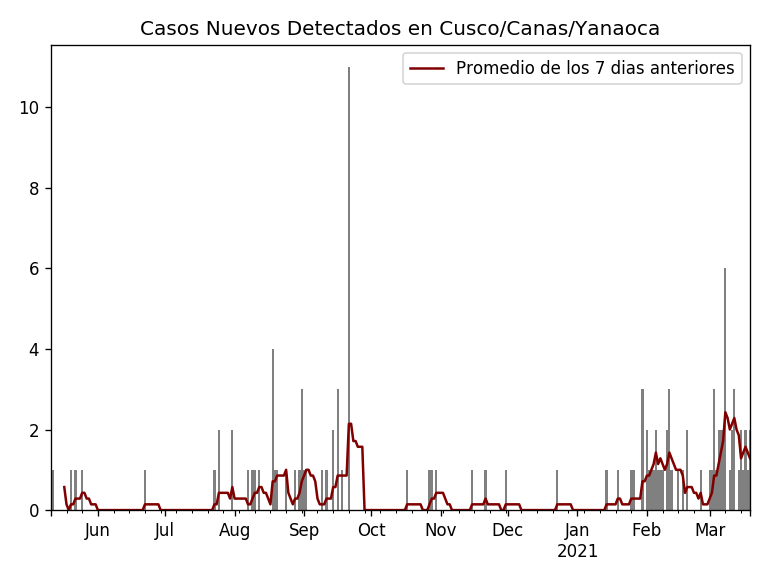 Casos Nuevos Detectados en Cusco/Canas/Yanaoca
Promedio de los 7 dias anteriores
10
8
6
4
2
0
Jun Jul Aug Sep Oct Nov Dec Jan Feb Mar
2021